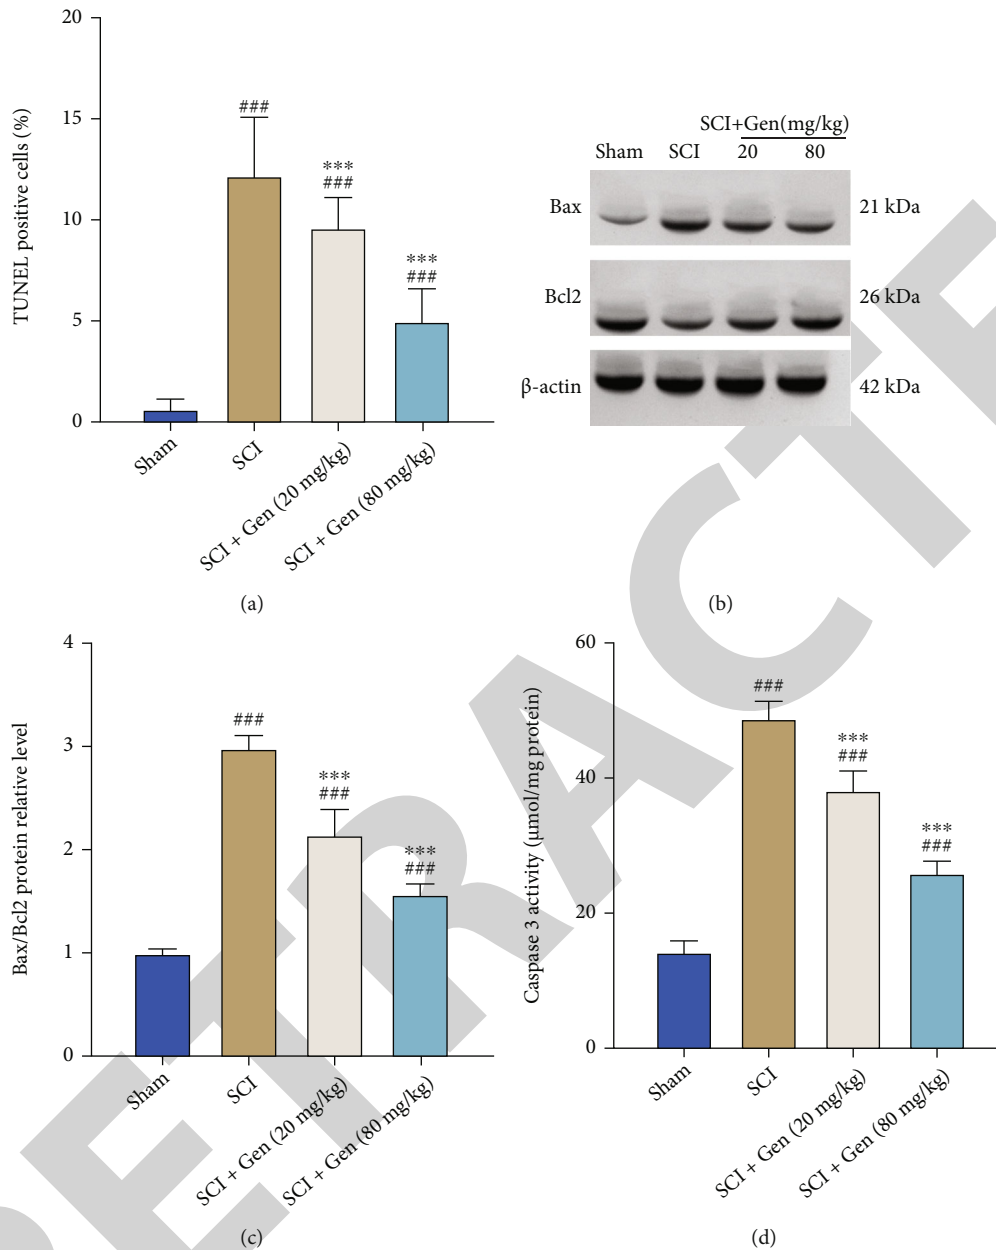 20
15
10
5
0
TUNEL positive cells (%)
###
***
###
***
###
Sham
SCI
SCI + Gen (20 mg/kg)
SCI + Gen (80 mg/kg)
(a)
SCI+Gen(mg/kg)
Sham SCI 20 80
Bax 21 kDa
Bcl2 26 kDa
β-actin 42 kDa
(b)
4
3
2
1
0
Bax/Bcl2 protein relative level
###
***
###
***
###
Sham
SCI
SCI + Gen (20 mg/kg)
SCI + Gen (80 mg/kg)
(c)
60
40
20
0
Caspase 3 activity (μmol/mg protein)
###
***
###
***
###
Sham
SCI
SCI + Gen (20 mg/kg)
SCI + Gen (80 mg/kg)
(d)
RETRACTE